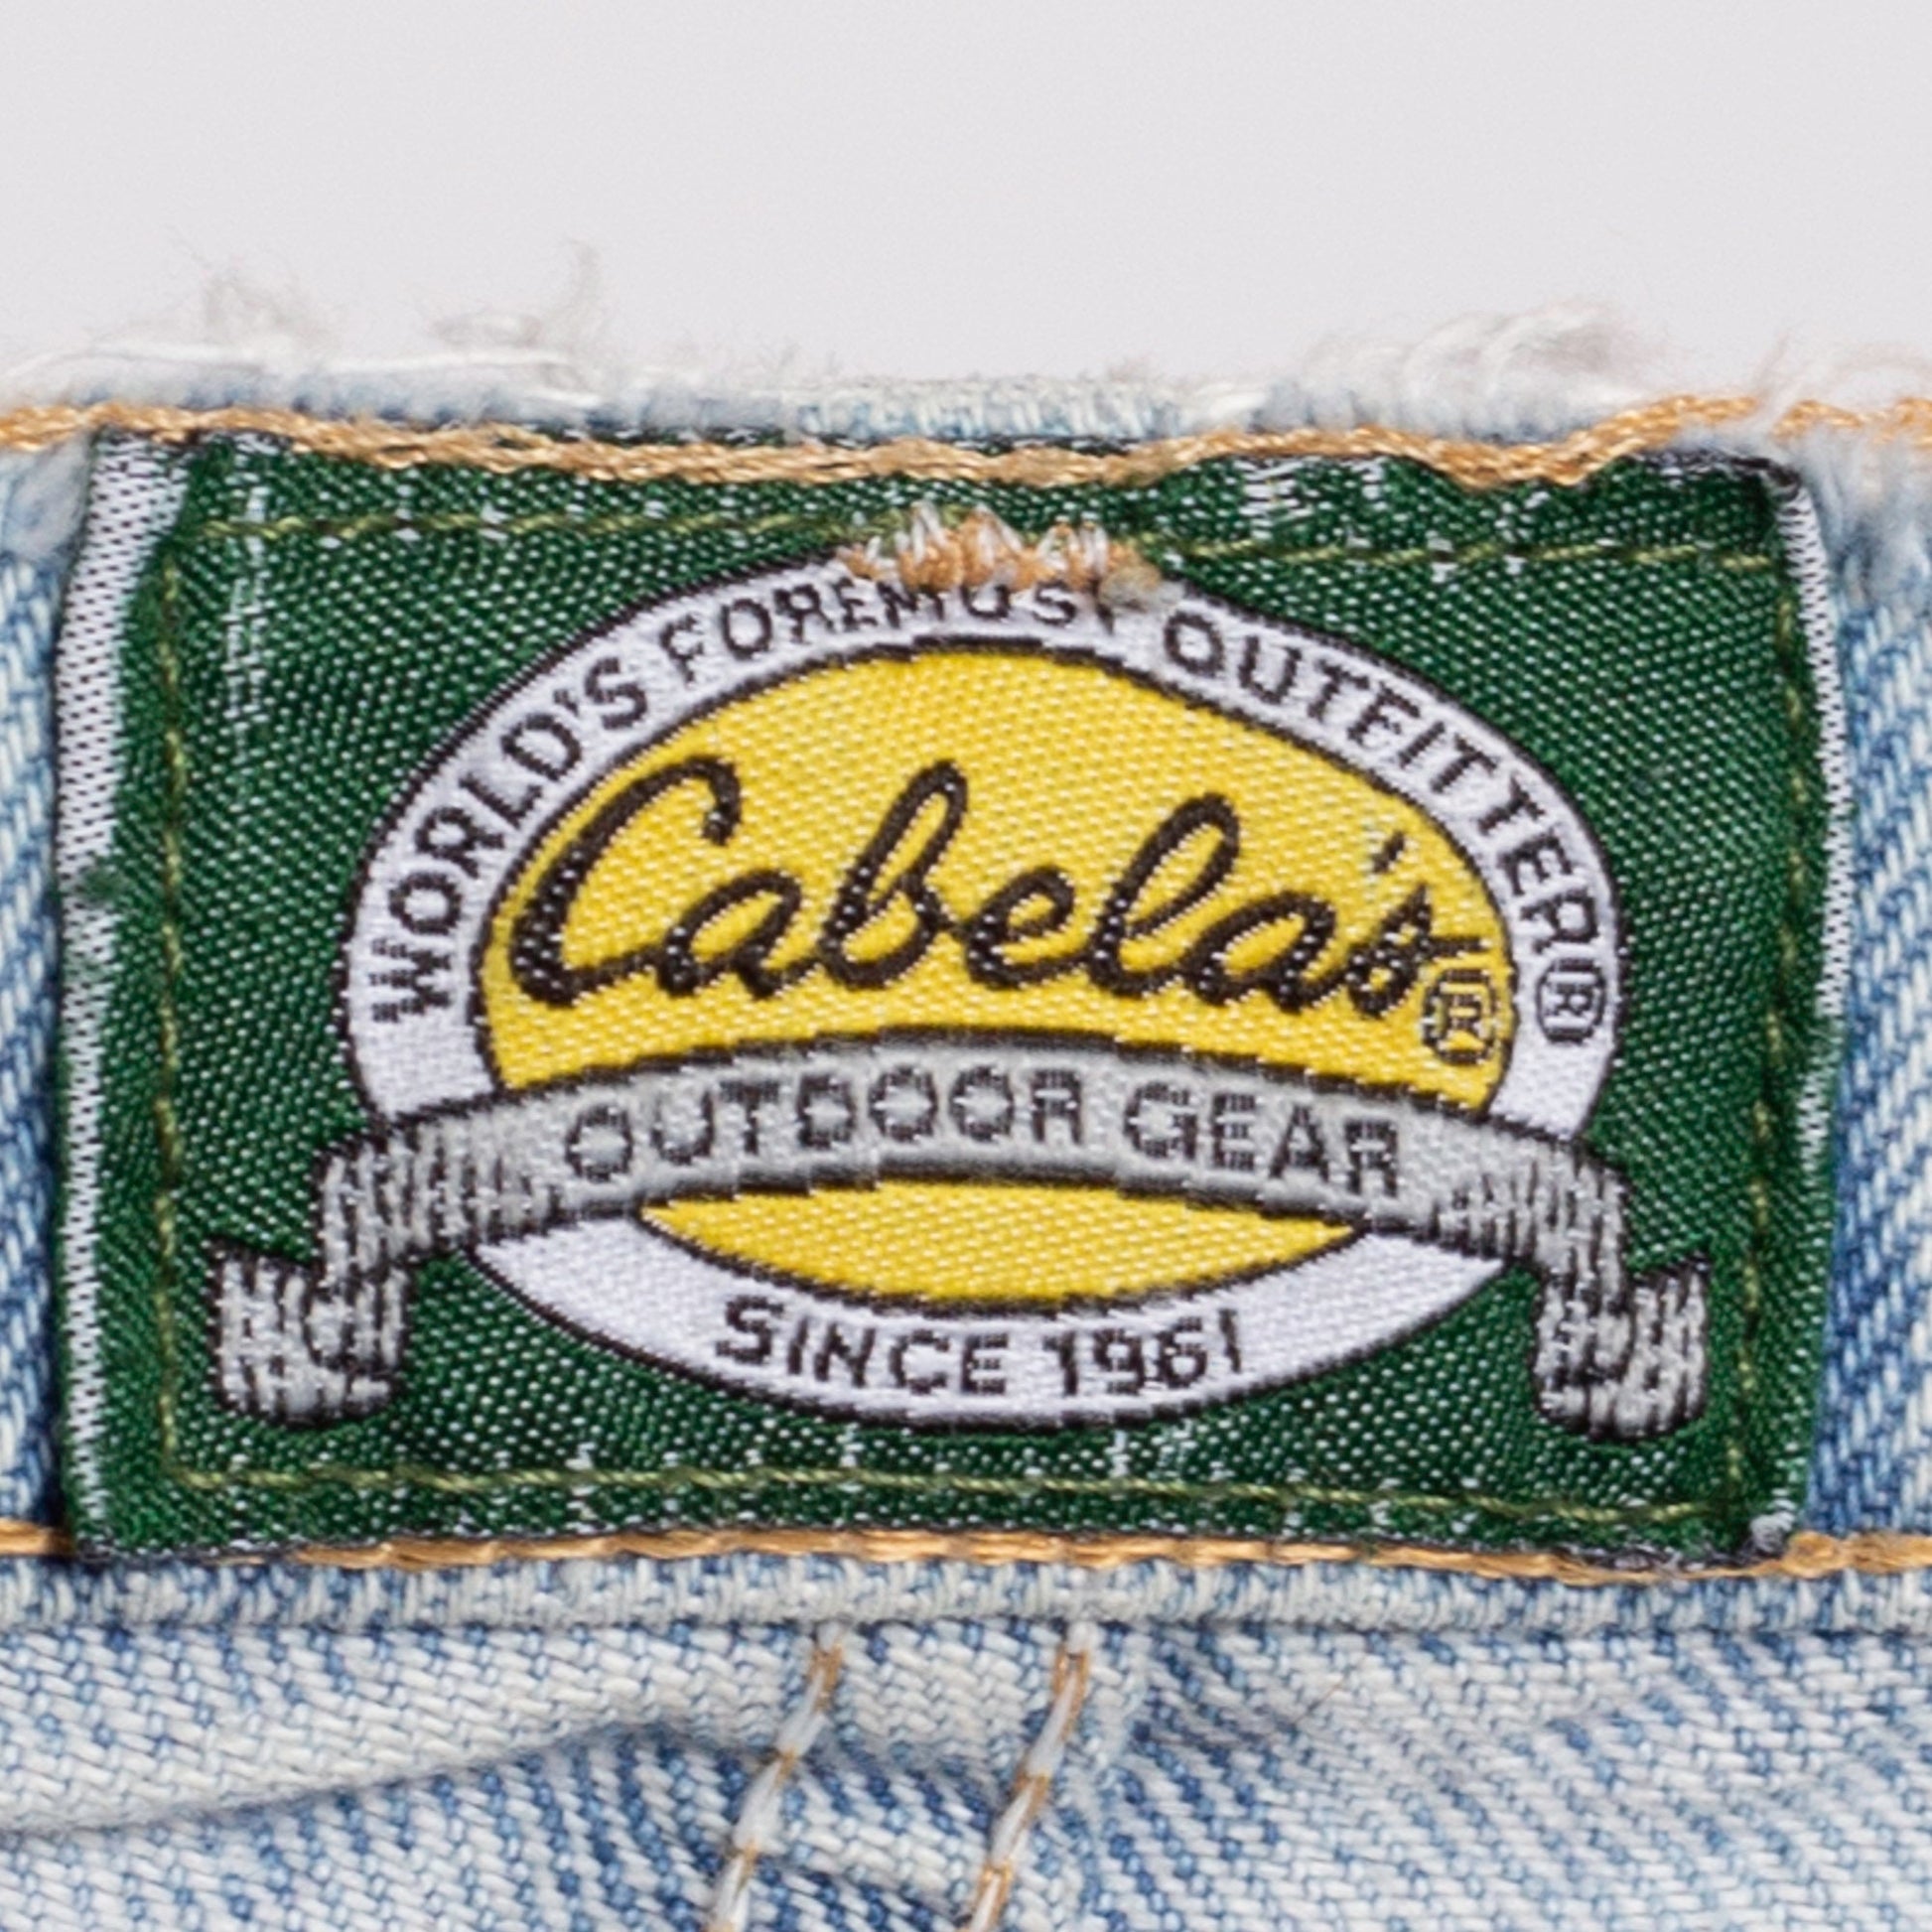 WORLD'S FOREMOST OUTFITTER®
Cabela's®
OUTDOOR GEAR
SINCE 1961